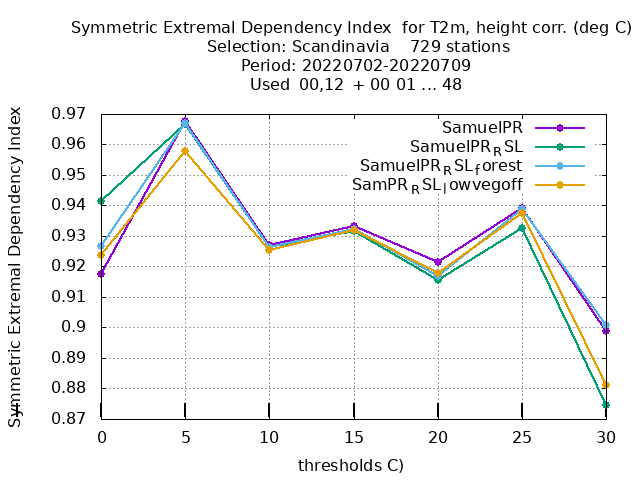 Symmetric Extremal Dependency Index  for T2m, height corr. (deg C)
Selection: Scandinavia    729 stations
Period: 20220702-20220709
Used  00,12  + 00 01 ... 48
Symmetric Extremal Dependency Index
0.97
0.96
0.95
0.94
0.93
0.92
0.91
0.9
0.89
0.88
0.87
SamuelPR
SamuelPR_RSL
SamuelPR_RSL_forest
SamPR_RSL_lowvegoff
0 5 10 15 20 25 30
thresholds C)